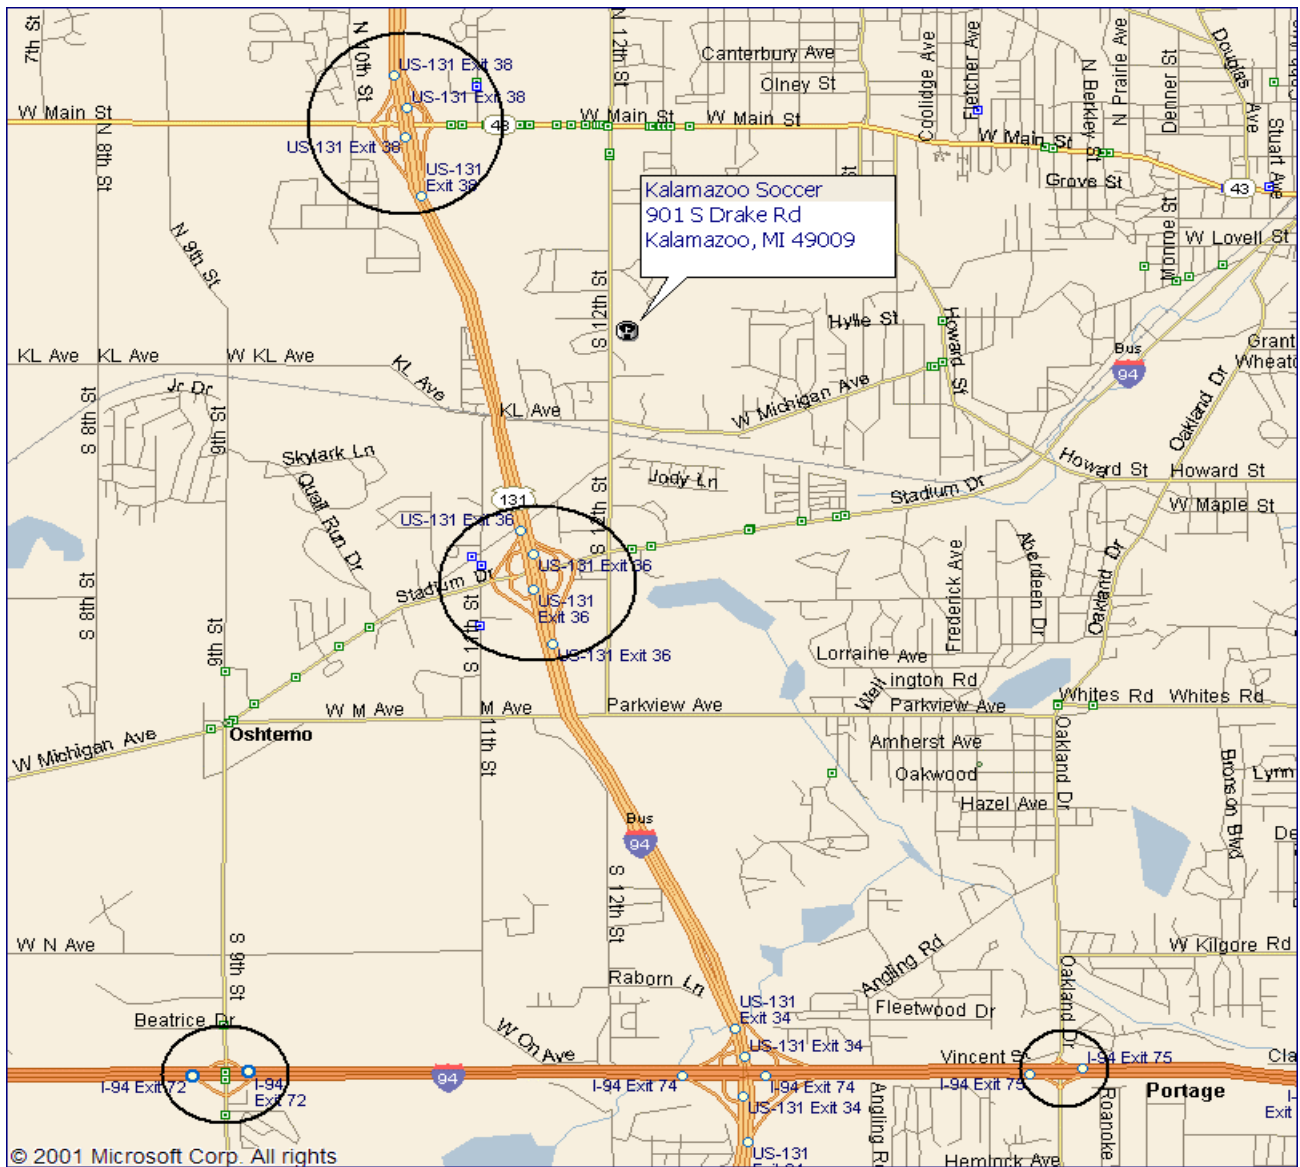 7th St
N 10th St
US-131 Exit 38
N 12th St
Canterbury Ave
Olney St
Coolidge Ave
Fletcher Ave
N Berkley St
N Prairie Ave
Denner St
Douglas
Ave
Stuart Ave
W Main St
US-131 Exit 38
43
W Main St
W Main St
W Main St
N 8th St
US-131 Exit 38
US-131
Exit 38
St
Grove St
43
Kalamazoo Soccer
901 S Drake Rd
Kalamazoo, MI 49009
Monroe St
W Lovell St
N 9th St
S 12th St
Hylle St
Howard St
Bus
94
Grant
KL Ave
KL Ave
W KL Ave
KL Ave
Jr Dr
KL Ave
W Michigan Ave
Oakland Dr
S 8th St
9th St
Skylark Ln
Quail Run Dr
131
S 12th St
Jody Ln
Stadium Dr
Howard St
Howard St
W Maple St
US-131 Exit 36
US-131 Exit 36
Stadium Dr
US-131
Exit 36
US-131 Exit 36
S 8th St
9th St
S 11th St
Frederick Ave
Aberdeen Dr
Oakland Dr
Lorraine Ave
Well
ington Rd
Whites Rd
Whites Rd
W M Ave
M Ave
Parkview Ave
Parkview Ave
W Michigan Ave
Oshtemo
11th St
Amherst Ave
Oakwood
Hazel Ave
Oakland Dr
Bronson Blvd
Lynn
De
Bus
94
S 12th St
W N Ave
S 9th St
Raborn Ln
Angling Rd
Fleetwood Dr
Oakland Dr
W Kilgore Rd
Beatrice Dr
W On Ave
US-131
Exit 34
US-131 Exit 34
Vincent S
I-94 Exit 75
Cla
I-94 Exit 72
I-94
Exit 72
94
I-94 Exit 74
I-94 Exit 74
I-94 Exit 75
US-131 Exit 34
Portage
I-
Exit
Angling R
Roanoke
US-131
Hemlock Ave
© 2001 Microsoft Corp. All rights